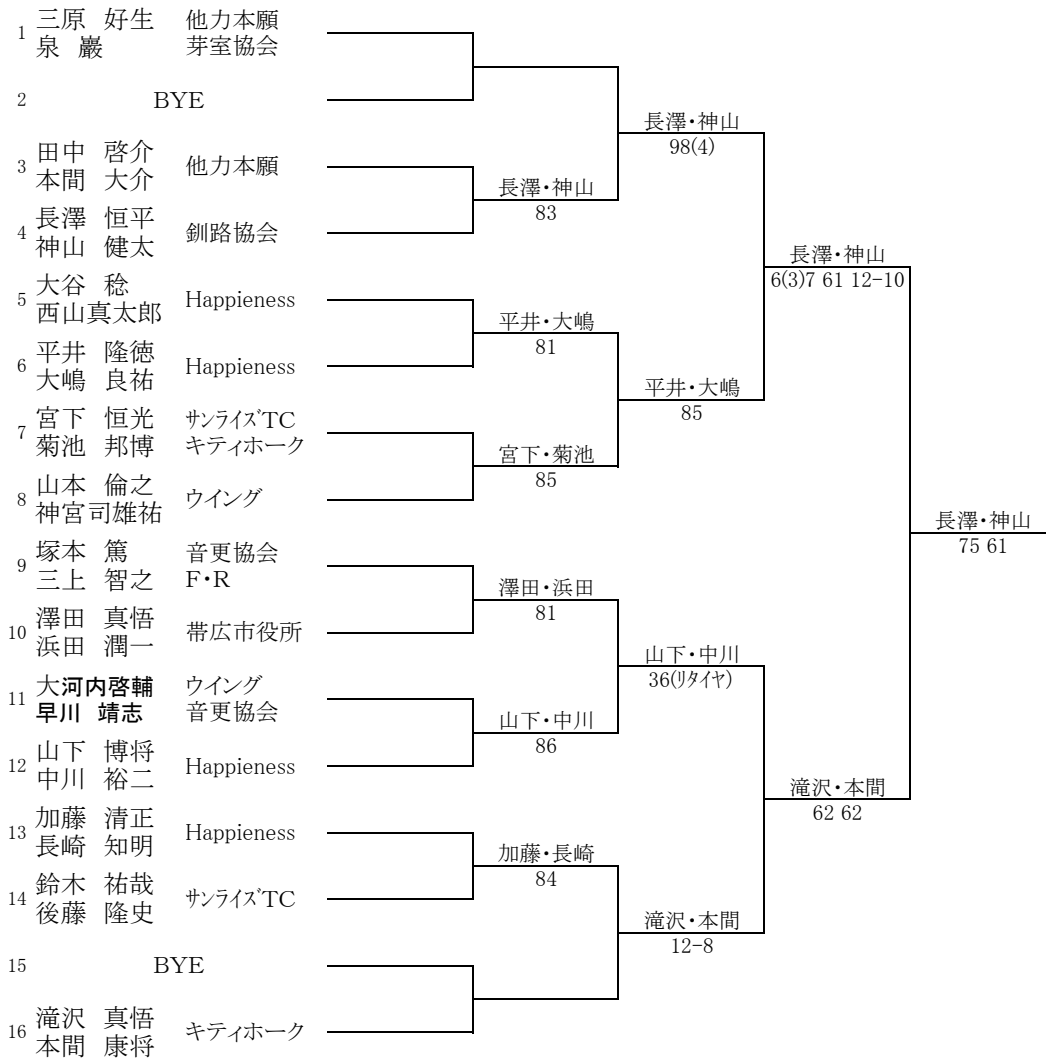 1 三原 好生 他力本願
泉 巖 芽室協会
2 BYE
3 田中 啓介 他力本願
本間 大介
4 長澤 恒平 釧路協会
神山 健太
5 大谷 稔 Happieness
西山真太郎
6 平井 隆徳 Happieness
大嶋 良祐
7 宮下 恒光 サンライズTC
菊池 邦博 キティホーク
8 山本 倫之 ウイング
神宮司雄祐
9 塚本 篤 音更協会
三上 智之 F・R
10 澤田 真悟 帯広市役所
浜田 潤一
11 大河内啓輔 ウイング
早川 靖志 音更協会
12 山下 博将 Happieness
中川 裕二
13 加藤 清正 Happieness
長崎 知明
14 鈴木 祐哉 サンライズTC
後藤 隆史
15 BYE
16 滝沢 真悟 キティホーク
本間 康将
長澤・神山
83
平井・大嶋
81
宮下・菊池
85
澤田・浜田
81
山下・中川
86
加藤・長崎
84
長澤・神山
98(4)
平井・大嶋
85
山下・中川
36(リタイヤ)
滝沢・本間
12-8
長澤・神山
6(3)7 61 12-10
滝沢・本間
62 62
長澤・神山
75 61